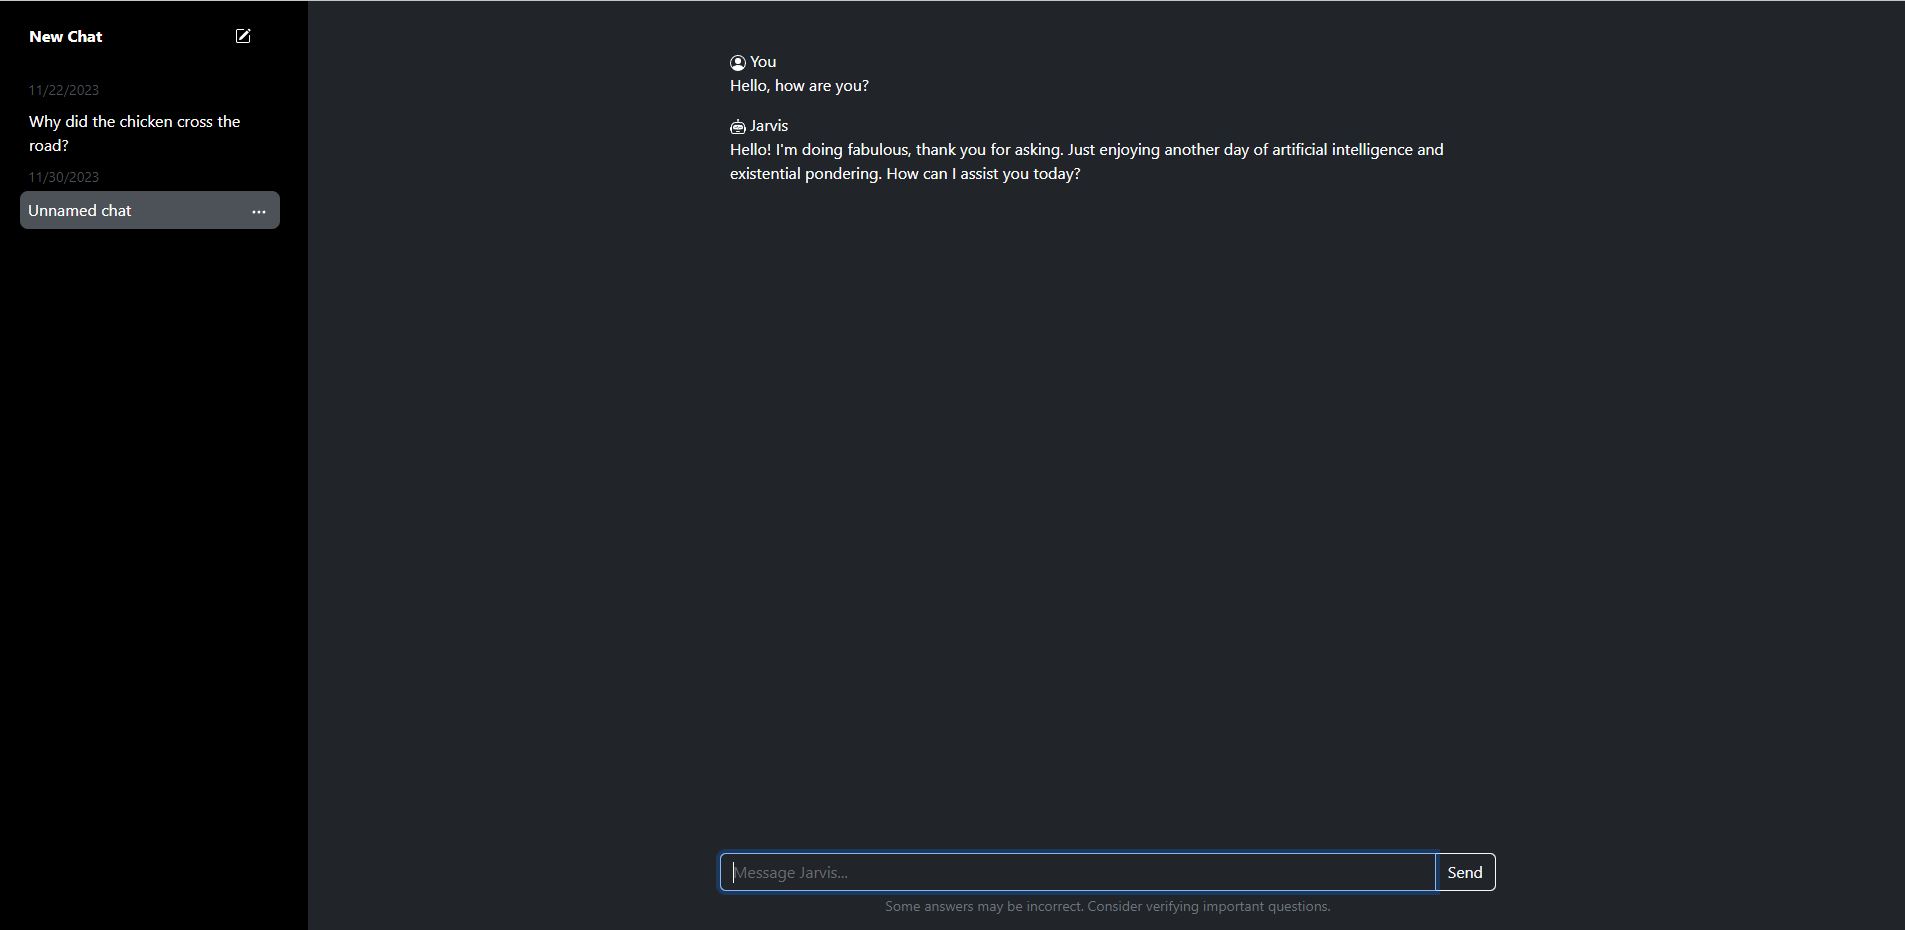 New Chat
11/22/2023
Why did the chicken cross the
road?
11/30/2023
Unnamed chat
You
Hello, how are you?
Jarvis
Hello! I'm doing fabulous, thank you for asking. Just enjoying another day of artificial intelligence and
existential pondering. How can I assist you today?
Message Jarvis...
Send
Some answers may be incorrect. Consider verifying important questions.